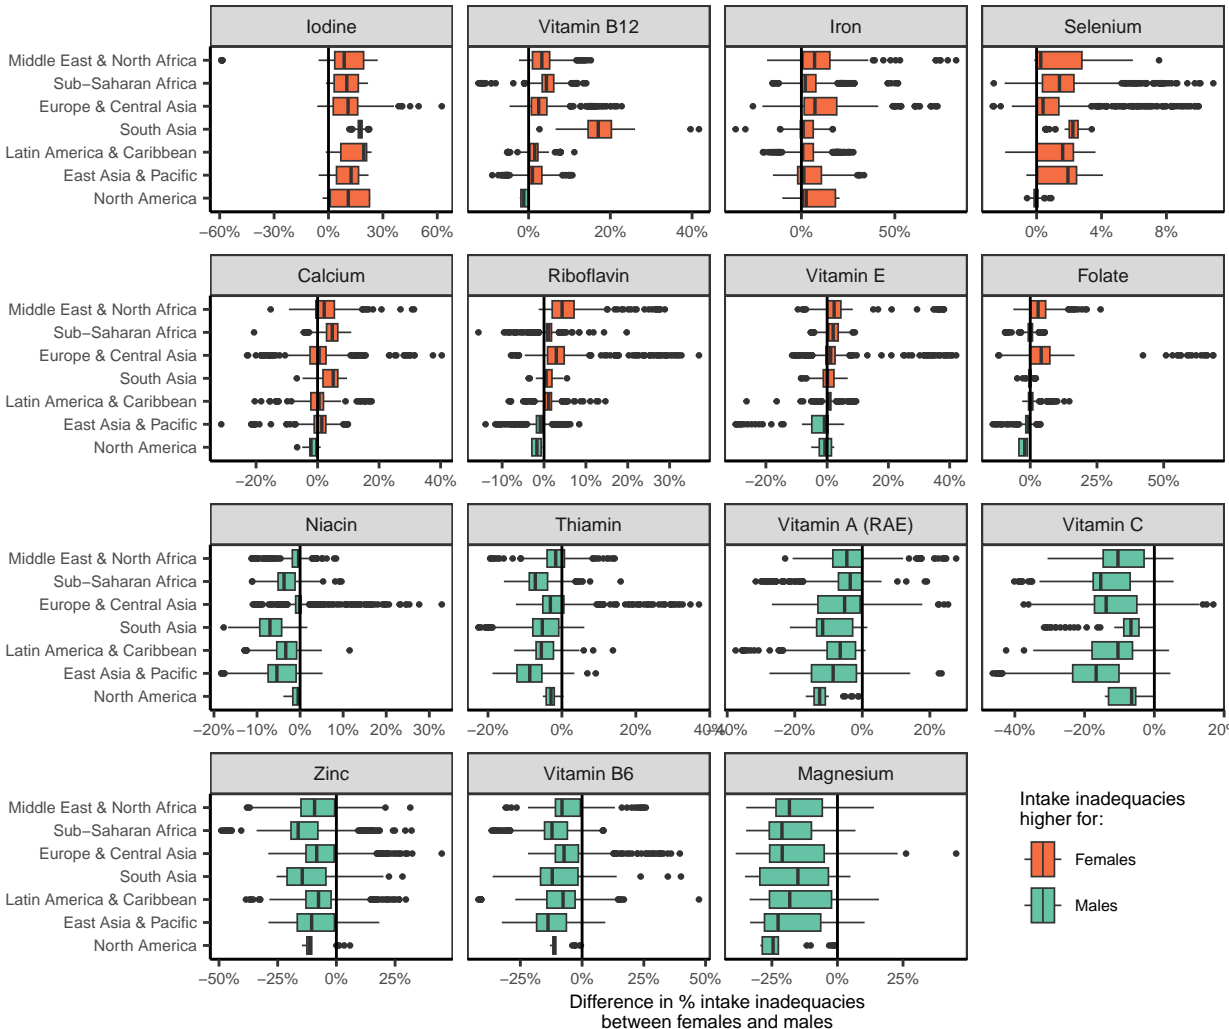 Iodine
Vitamin B12
Iron
Selenium
Middle East & North Africa
Sub−Saharan Africa
Europe & Central Asia
South Asia
Latin America & Caribbean
East Asia & Pacific
North America
−60% −30% 0% 30% 60%
0% 20% 40%
0% 50%
0% 4% 8%
Calcium
Riboflavin
Vitamin E
Folate
Middle East & North Africa
Sub−Saharan Africa
Europe & Central Asia
South Asia
Latin America & Caribbean
East Asia & Pacific
North America
−20% 0% 20% 40%
−10% 0% 10% 20% 30%
−20% 0% 20% 40%
0% 25% 50%
Niacin
Thiamin
Vitamin A (RAE)
Vitamin C
Middle East & North Africa
Sub−Saharan Africa
Europe & Central Asia
South Asia
Latin America & Caribbean
East Asia & Pacific
North America
−20% −10% 0% 10% 20% 30%
−20% 0% 20% 40%
−40% −20% 0% 20%
−40% −20% 0% 20%
Zinc
Vitamin B6
Magnesium
Middle East & North Africa
Sub−Saharan Africa
Europe & Central Asia
South Asia
Latin America & Caribbean
East Asia & Pacific
North America
−50% −25% 0% 25%
−25% 0% 25% 50%
−25% 0% 25%
Intake inadequacies
higher for:
Females
Males
Difference in % intake inadequacies
between females and males